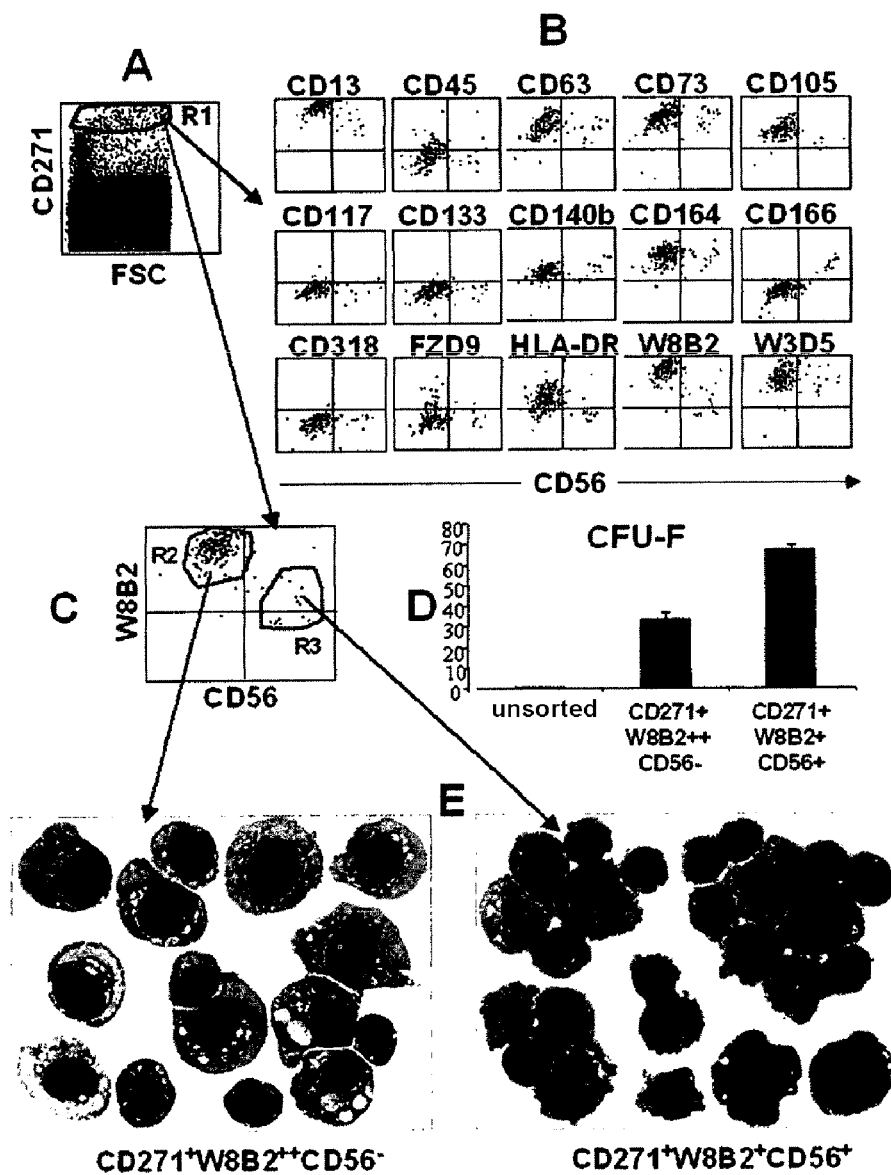 A
B
CD271
R1
FSC
CD13 CD45 CD63 CD73 CD105
CD117 CD133 CD140b CD164 CD166
CD318 FZD9 HLA-DR W8B2 W3D5
CD56
C
W8B2
R2
R3
CD56
D
CFU-F
80
70
60
50
40
30
20
10
0
unsorted
CD271+
W8B2++
CD56-
CD271+
W8B2+
CD56+
E
CD271⁺W8B2⁺⁺CD56⁻
CD271⁺W8B2⁺CD56⁺